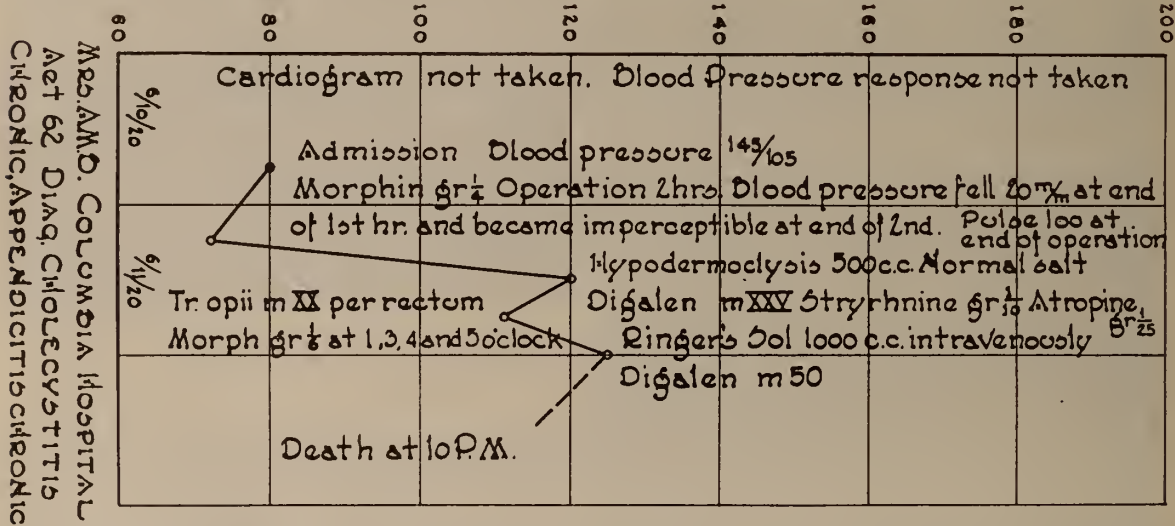 60 80 100 120 140 160 180 200
Cardiogram not taken. Blood Pressure response not taken
6/10/20
Admission Blood pressure 145/105
Morphin gr ¼ Operation 2hrs. Blood pressure fell 20 m/m at end
of 1st hr. and became imperceptible at end of 2nd. Pulse 100 at
end of operation
6/11/20
Hypodermoclysis 500 c.c. Normal salt
Tr. opii m XX per rectum
Digalen m XXV Stryrhnine gr 1/10 Atropine gr 1/25
Morph gr ⅙ at 1, 3, 4 and 5 o'clock
Ringer's Sol 1000 c.c. intravenously
Digalen m 50
Death at 10 P.M.
MRS. A.M.B. COLUMBIA HOSPITAL
Aet 62 DIAG. CHOLECYSTITIS
CHRONIC, APPENDICITIS CHRONIC